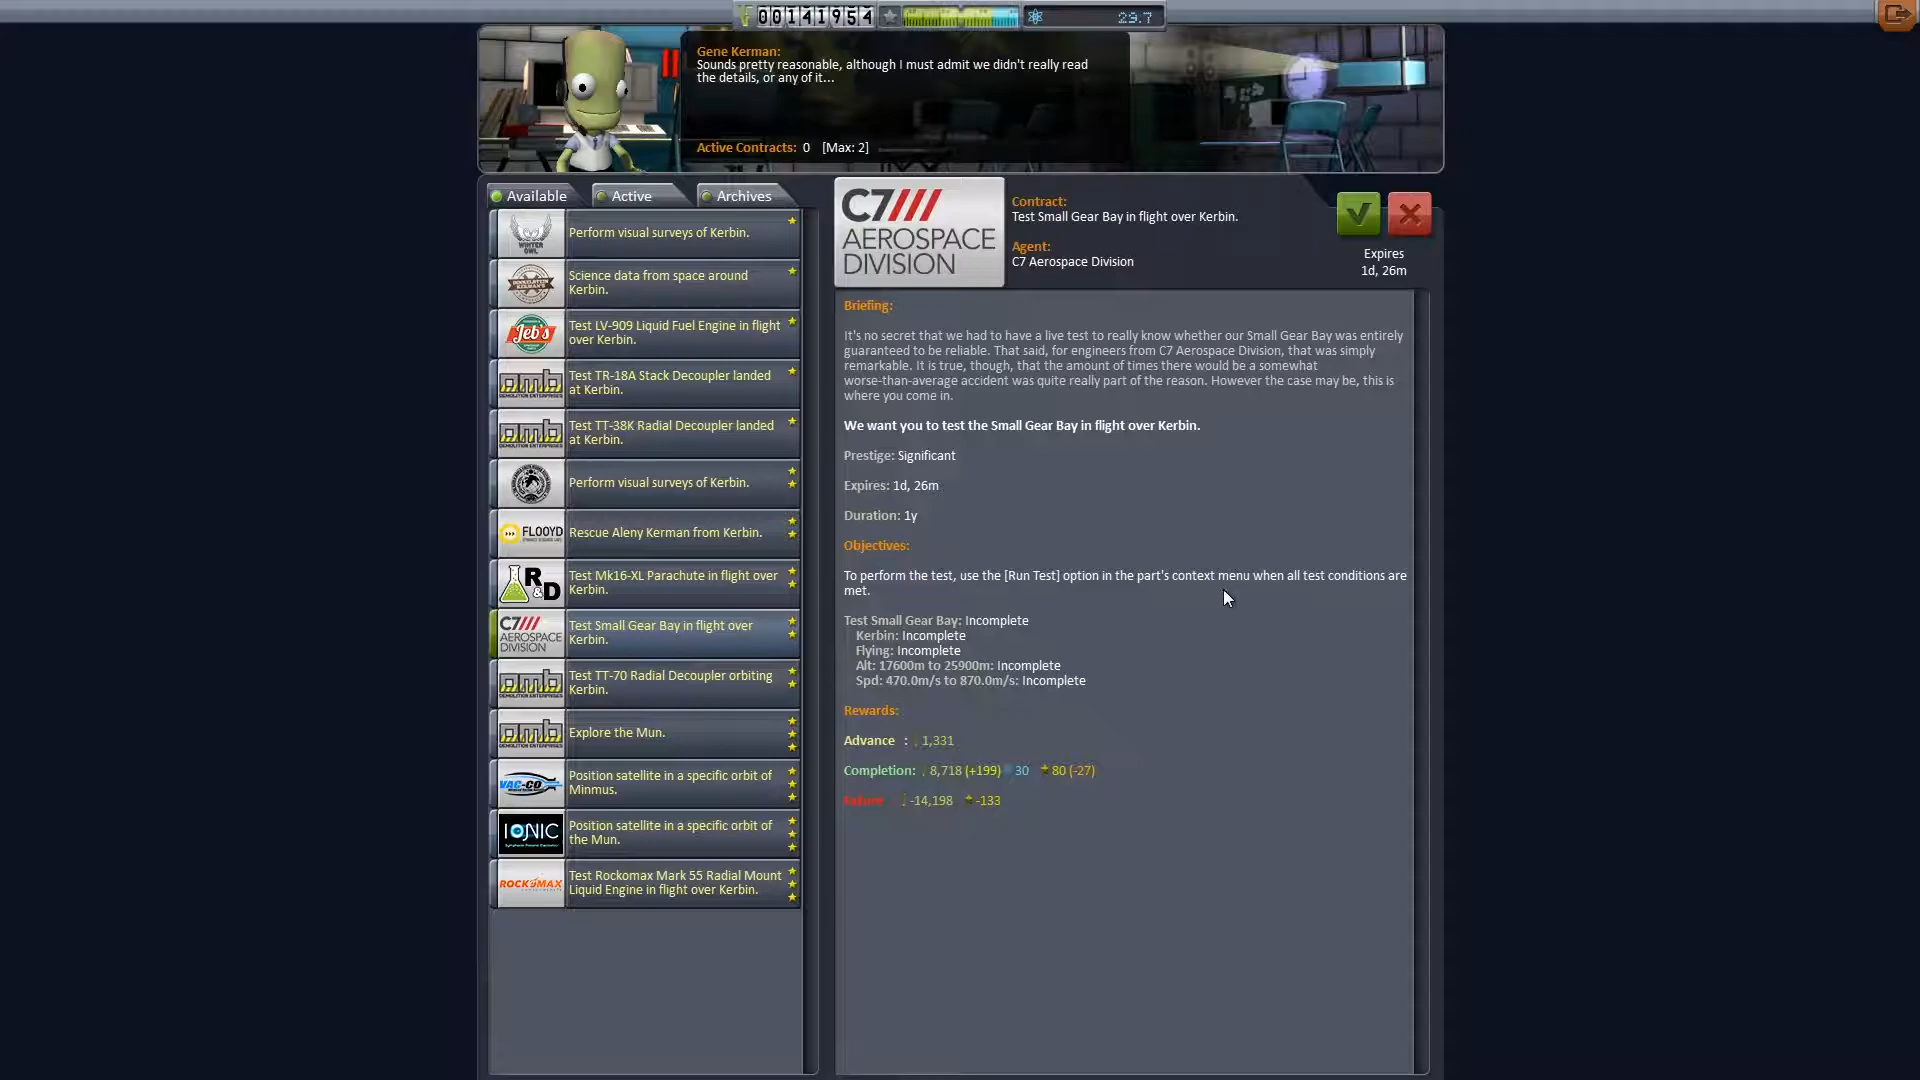 00141954
29.7
Gene Kerman:
Sounds pretty reasonable, although I must admit we didn't really read
the details, or any of it...
Active Contracts: 0 [Max: 2]
Available
Active
Archives
WINTER
OWL
Perform visual surveys of Kerbin.
Science data from space around
Kerbin.
Jeb's
Test LV-909 Liquid Fuel Engine in flight
over Kerbin.
Test TR-18A Stack Decoupler landed
at Kerbin.
Test TT-38K Radial Decoupler landed
at Kerbin.
Perform visual surveys of Kerbin.
FLOOYD
Rescue Aleny Kerman from Kerbin.
R&D
Test Mk16-XL Parachute in flight over
Kerbin.
C7///
AEROSPACE
DIVISION
Test Small Gear Bay in flight over
Kerbin.
Test TT-70 Radial Decoupler orbiting
Kerbin.
Explore the Mun.
VAC-CO
Position satellite in a specific orbit of
Minmus.
IONIC
Position satellite in a specific orbit of
the Mun.
ROCKOMAX
Test Rockomax Mark 55 Radial Mount
Liquid Engine in flight over Kerbin.
C7///
AEROSPACE
DIVISION
Contract:
Test Small Gear Bay in flight over Kerbin.
Agent:
C7 Aerospace Division
Expires
1d, 26m
Briefing:
It's no secret that we had to have a live test to really know whether our Small Gear Bay was entirely
guaranteed to be reliable. That said, for engineers from C7 Aerospace Division, that was simply
remarkable. It is true, though, that the amount of times there would be a somewhat
worse-than-average accident was quite really part of the reason. However the case may be, this is
where you come in.
We want you to test the Small Gear Bay in flight over Kerbin.
Prestige: Significant
Expires: 1d, 26m
Duration: 1y
Objectives:
To perform the test, use the [Run Test] option in the part's context menu when all test conditions are
met.
Test Small Gear Bay: Incomplete
Kerbin: Incomplete
Flying: Incomplete
Alt: 17600m to 25900m: Incomplete
Spd: 470.0m/s to 870.0m/s: Incomplete
Rewards:
Advance : 1,331
Completion: 8,718 (+199) 30 80 (-27)
Failure -14,198 -133